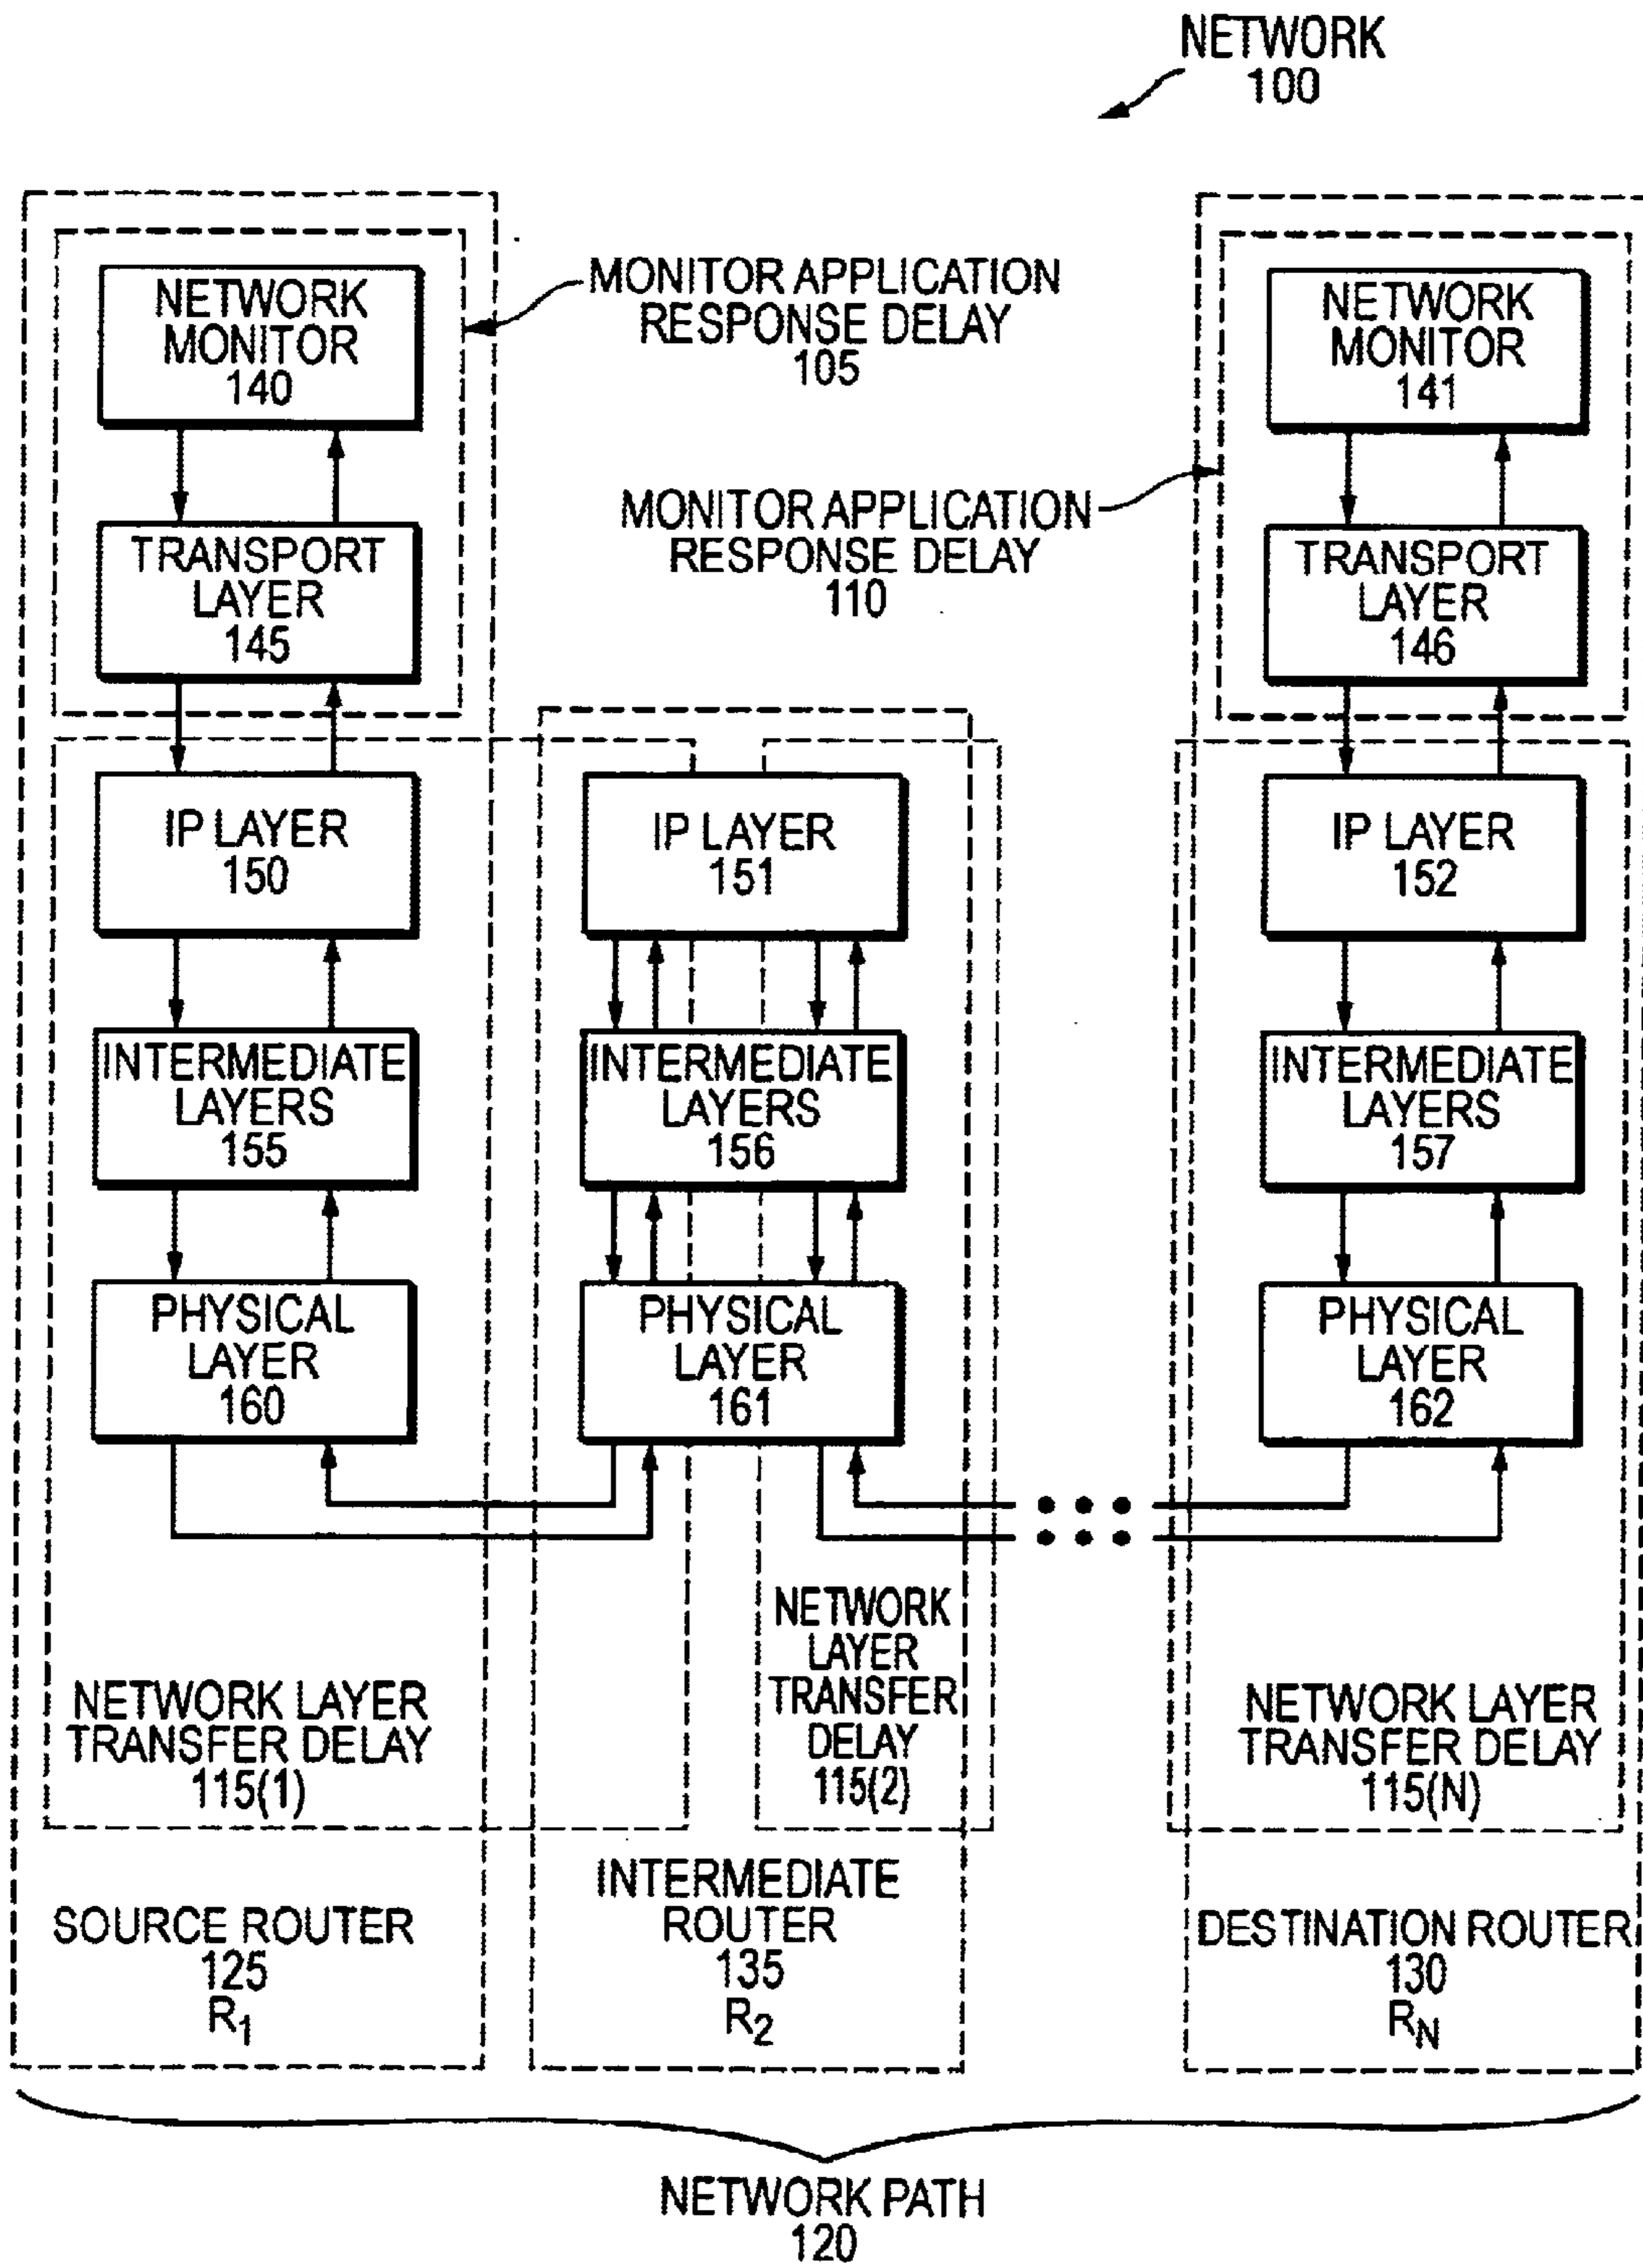 NETWORK
100
NETWORK
MONITOR
140
MONITOR APPLICATION
RESPONSE DELAY
105
NETWORK
MONITOR
141
MONITOR APPLICATION
RESPONSE DELAY
110
TRANSPORT
LAYER
145
TRANSPORT
LAYER
146
IP LAYER
150
IP LAYER
151
IP LAYER
152
INTERMEDIATE
LAYERS
155
INTERMEDIATE
LAYERS
156
INTERMEDIATE
LAYERS
157
PHYSICAL
LAYER
160
PHYSICAL
LAYER
161
PHYSICAL
LAYER
162
NETWORK LAYER
TRANSFER DELAY
115(1)
NETWORK
LAYER
TRANSFER
DELAY
115(2)
NETWORK LAYER
TRANSFER DELAY
115(N)
SOURCE ROUTER
125
R1
INTERMEDIATE
ROUTER
135
R2
DESTINATION ROUTER
130
RN
NETWORK PATH
120